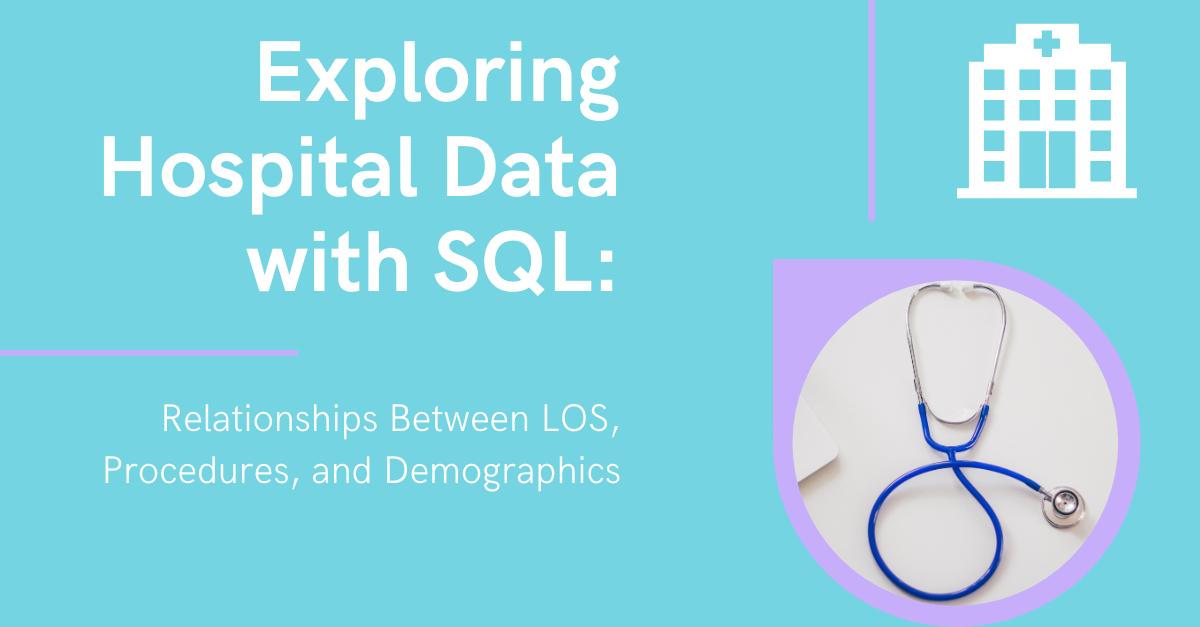 Exploring
Hospital Data
with SQL:
Relationships Between LOS,
Procedures, and Demographics